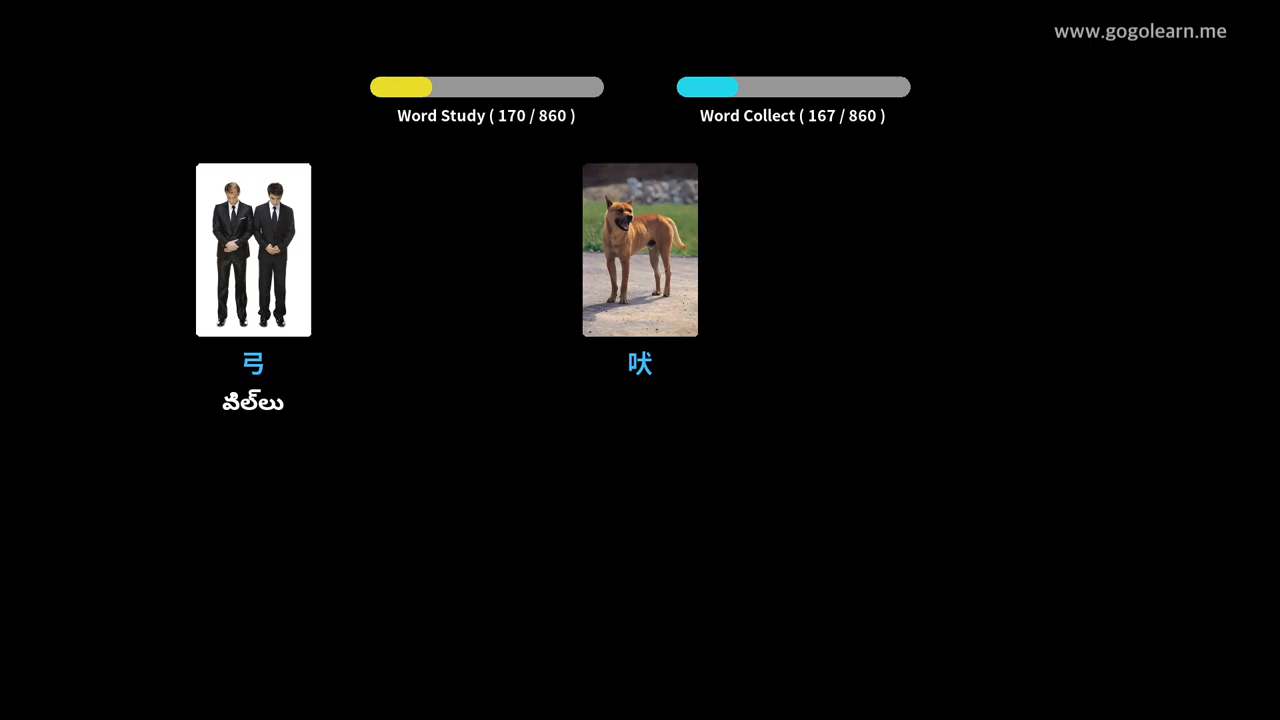 www.gogolearn.me
Word Study ( 170 / 860 )
Word Collect ( 167 / 860 )
弓
吠
విల్‌లు